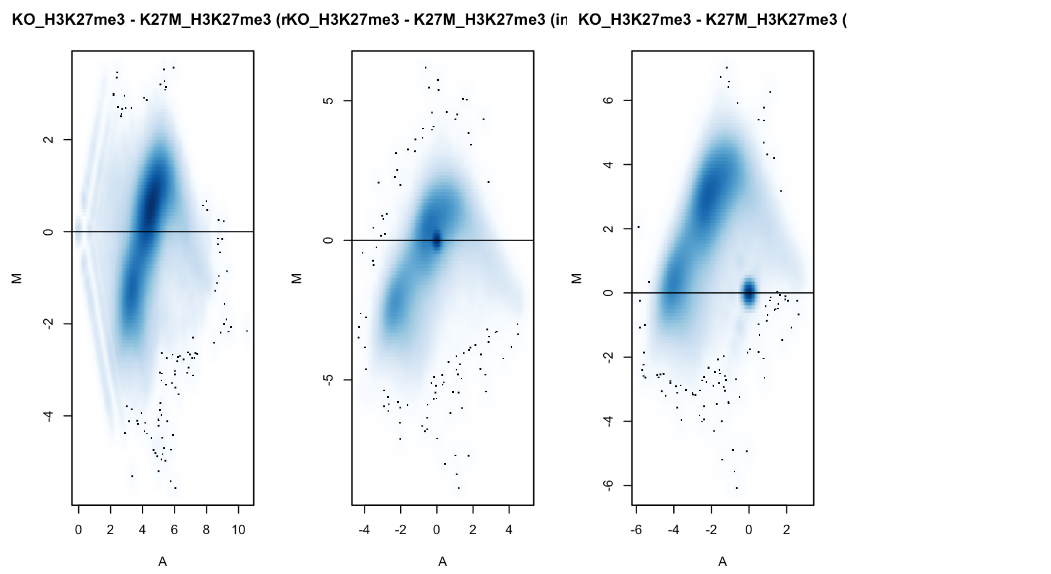 KO_H3K27me3 - K27M_H3K27me3 (r
KO_H3K27me3 - K27M_H3K27me3 (in
KO_H3K27me3 - K27M_H3K27me3 (
M
2
0
-2
-4
0 2 4 6 8 10
A
M
5
0
-5
-4 -2 0 2 4
A
M
6
4
2
0
-2
-4
-6
-6 -4 -2 0 2
A